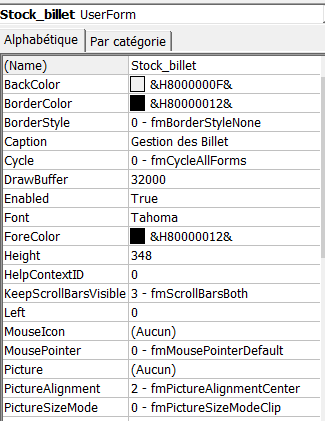 Stock_billet UserForm
Alphabétique Par catégorie
(Name) Stock_billet
BackColor &H8000000F&
BorderColor &H80000012&
BorderStyle 0 - fmBorderStyleNone
Caption Gestion des Billet
Cycle 0 - fmCycleAllForms
DrawBuffer 32000
Enabled True
Font Tahoma
ForeColor &H80000012&
Height 348
HelpContextID 0
KeepScrollBarsVisible 3 - fmScrollBarsBoth
Left 0
MouseIcon (Aucun)
MousePointer 0 - fmMousePointerDefault
Picture (Aucun)
PictureAlignment 2 - fmPictureAlignmentCenter
PictureSizeMode 0 - fmPictureSizeModeClip